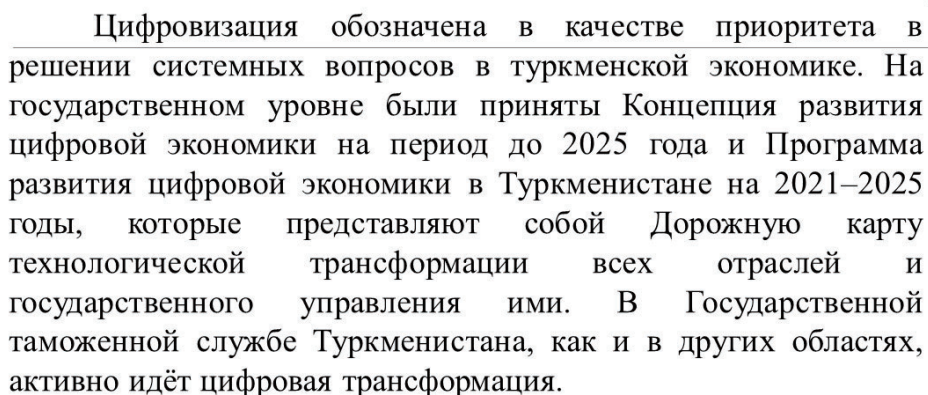 Цифровизация обозначена в качестве приоритета в
решении системных вопросов в туркменской экономике. На
государственном уровне были приняты Концепция развития
цифровой экономики на период до 2025 года и Программа
развития цифровой экономики в Туркменистане на 2021–2025
годы, которые представляют собой Дорожную карту
технологической трансформации всех отраслей и
государственного управления ими. В Государственной
таможенной службе Туркменистана, как и в других областях,
активно идёт цифровая трансформация.